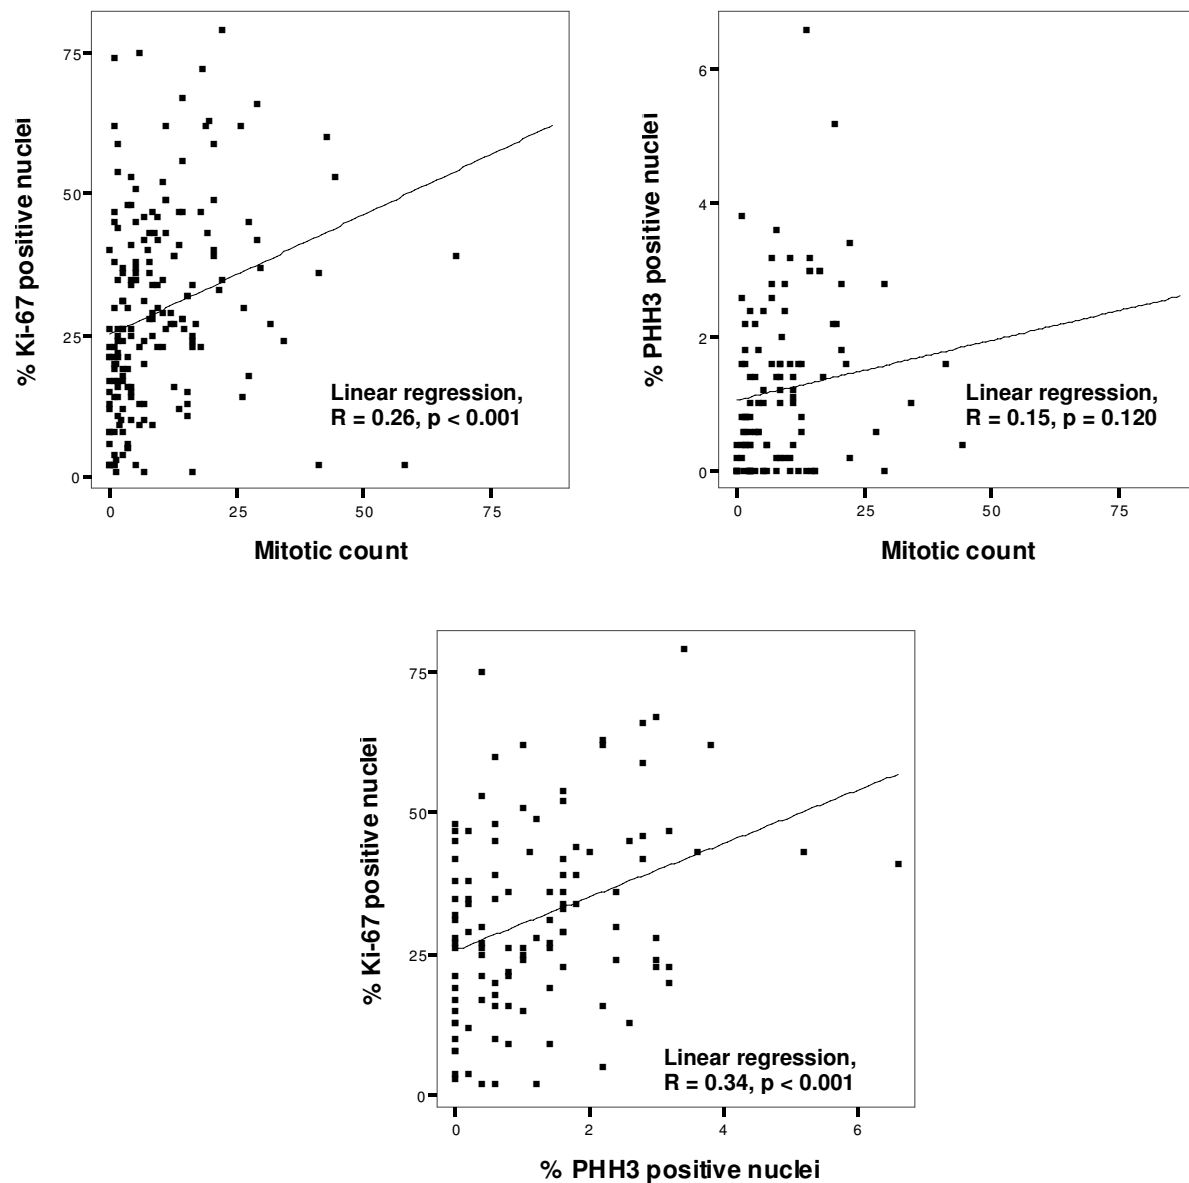 % Ki-67 positive nuclei
75
50
25
0
Linear regression,
R = 0.26, p < 0.001
0 25 50 75
Mitotic count
% PHH3 positive nuclei
6
4
2
0
Linear regression,
R = 0.15, p = 0.120
0 25 50 75
Mitotic count
% Ki-67 positive nuclei
75
50
25
0
Linear regression,
R = 0.34, p < 0.001
0 2 4 6
% PHH3 positive nuclei